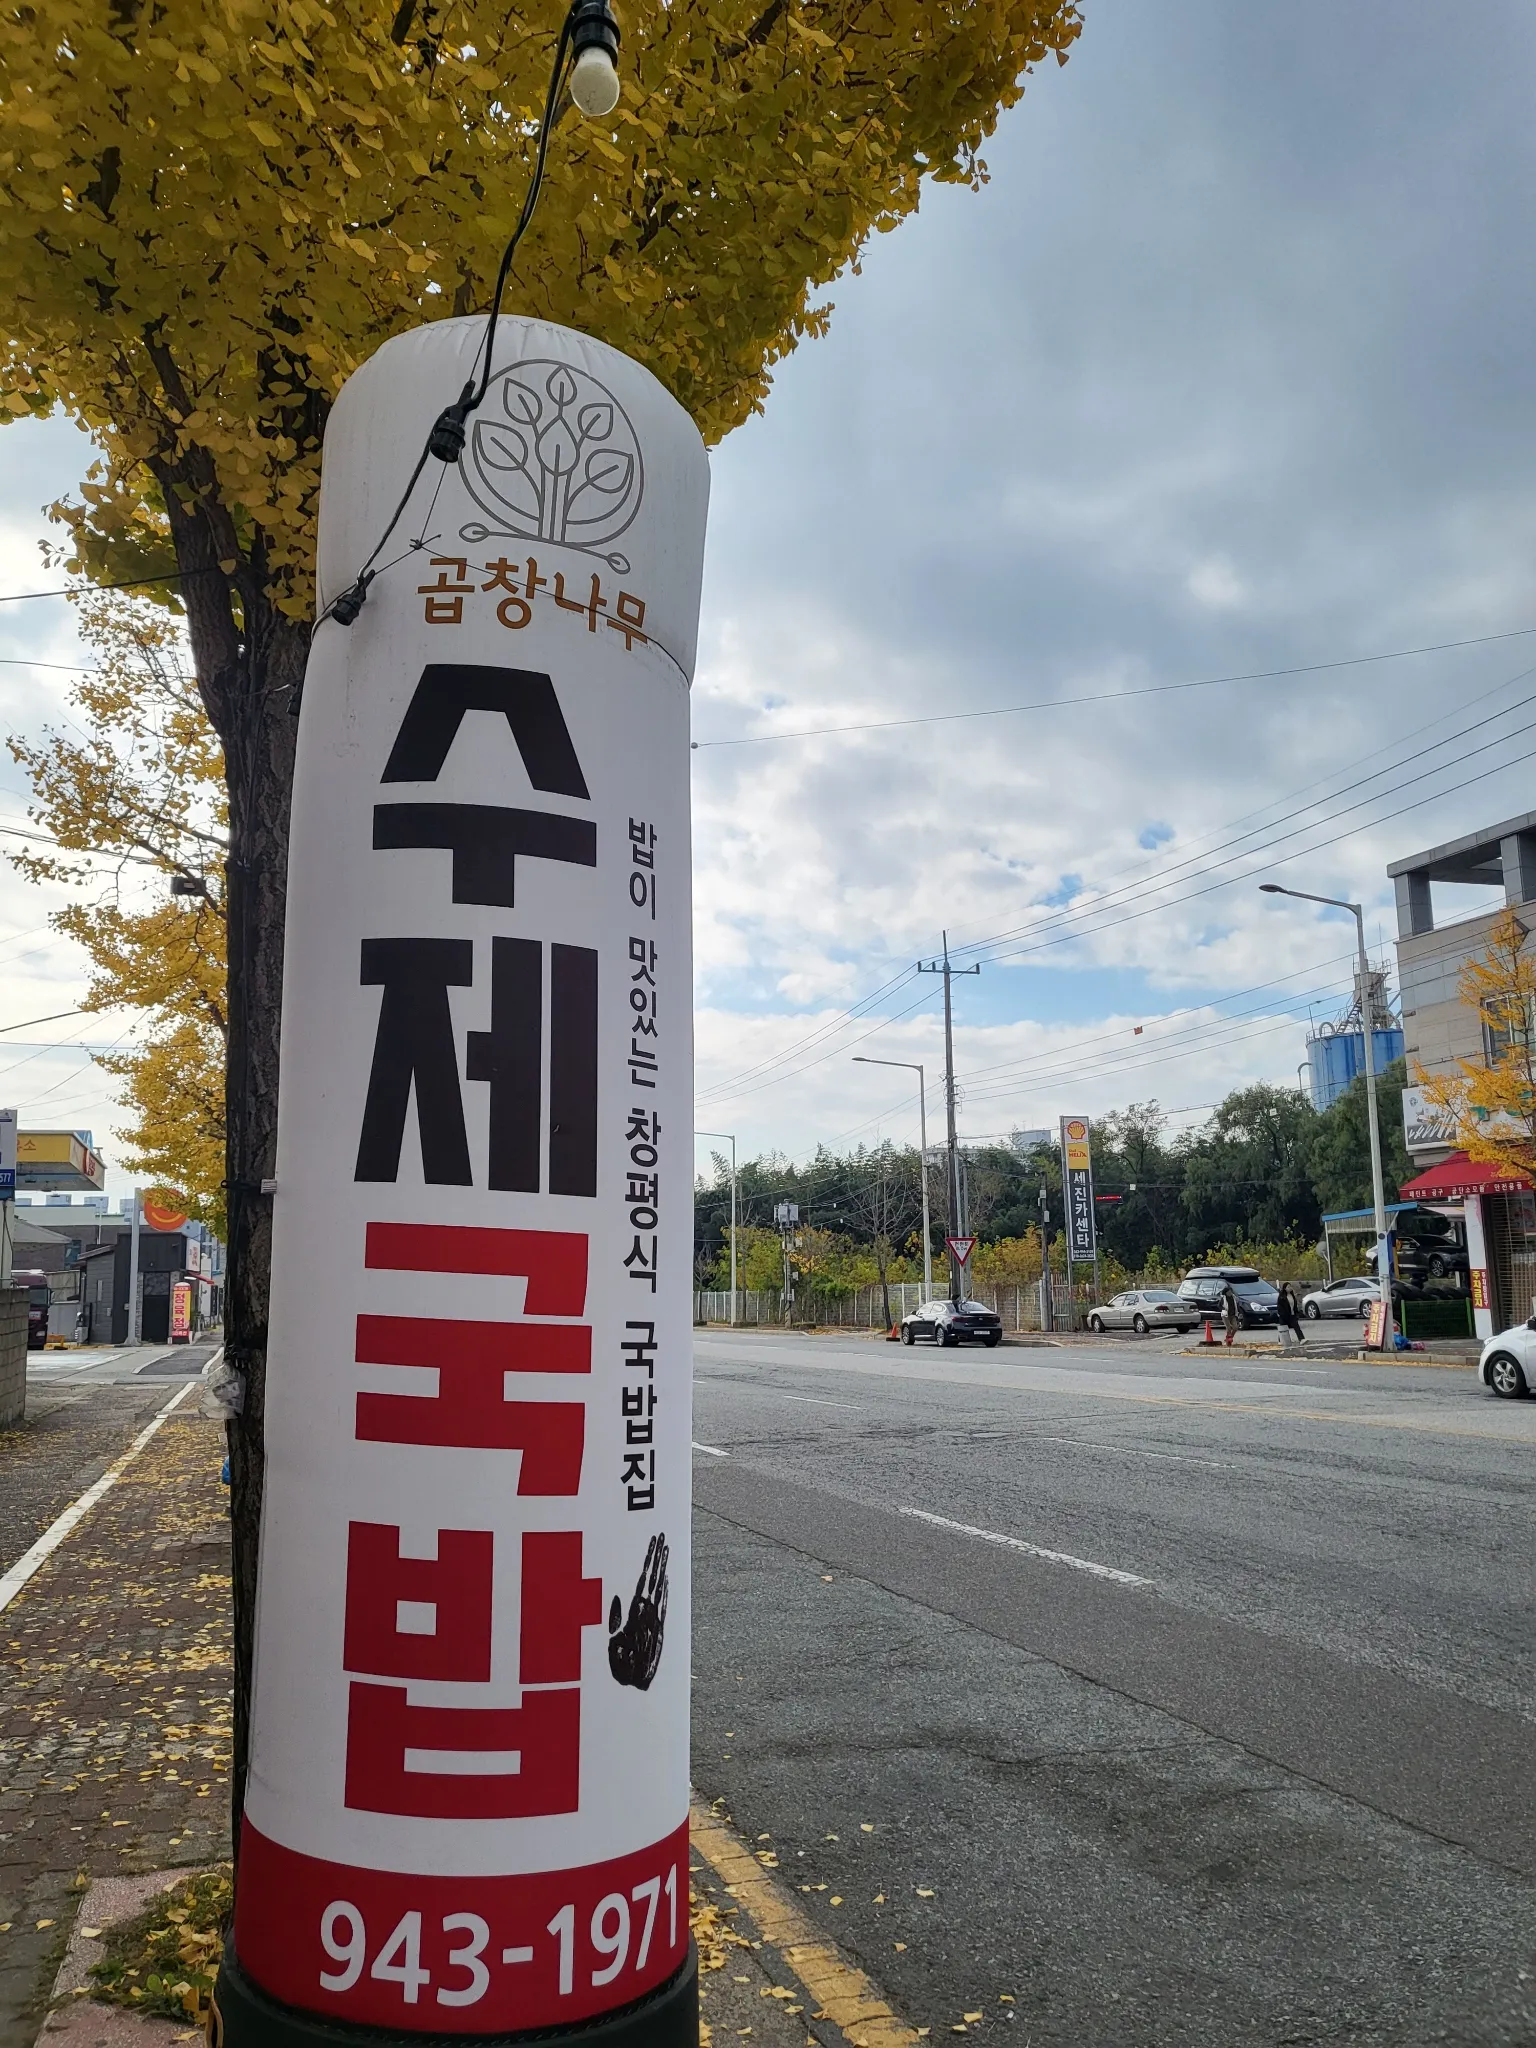 곱창나무
수제
국밥
밥이 맛있는 창평식 국밥집
943-1971
세진카센타